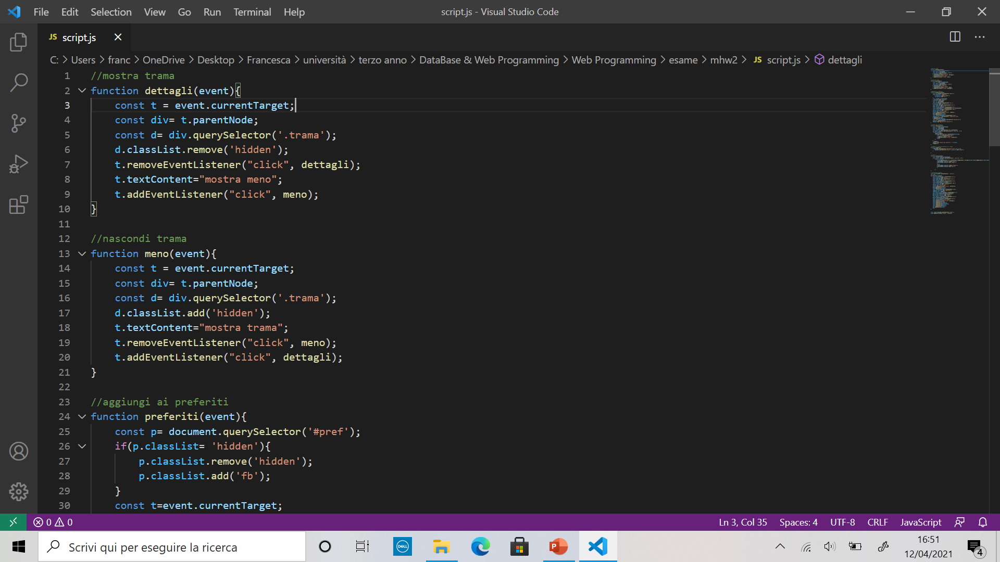 File Edit Selection View Go Run Terminal Help script.js - Visual Studio Code
JS script.js
C: > Users > franc > OneDrive > Desktop > Francesca > università > terzo anno > DataBase & Web Programming > Web Programming > esame > mhw2 > JS script.js > dettagli
1 //mostra trama
2 function dettagli(event){
3 const t = event.currentTarget;
4 const div= t.parentNode;
5 const d= div.querySelector('.trama');
6 d.classList.remove('hidden');
7 t.removeEventListener("click", dettagli);
8 t.textContent="mostra meno";
9 t.addEventListener("click", meno);
10 }
11
12 //nascondi trama
13 function meno(event){
14 const t = event.currentTarget;
15 const div= t.parentNode;
16 const d= div.querySelector('.trama');
17 d.classList.add('hidden');
18 t.textContent="mostra trama";
19 t.removeEventListener("click", meno);
20 t.addEventListener("click", dettagli);
21 }
22
23 //aggiungi ai preferiti
24 function preferiti(event){
25 const p= document.querySelector('#pref');
26 if(p.classList= 'hidden'){
27 p.classList.remove('hidden');
28 p.classList.add('fb');
29 }
30 const t=event.currentTarget;
0 0 Ln 3, Col 35 Spaces: 4 UTF-8 CRLF JavaScript
Scrivi qui per eseguire la ricerca
DELL
P
16:51
12/04/2021
4